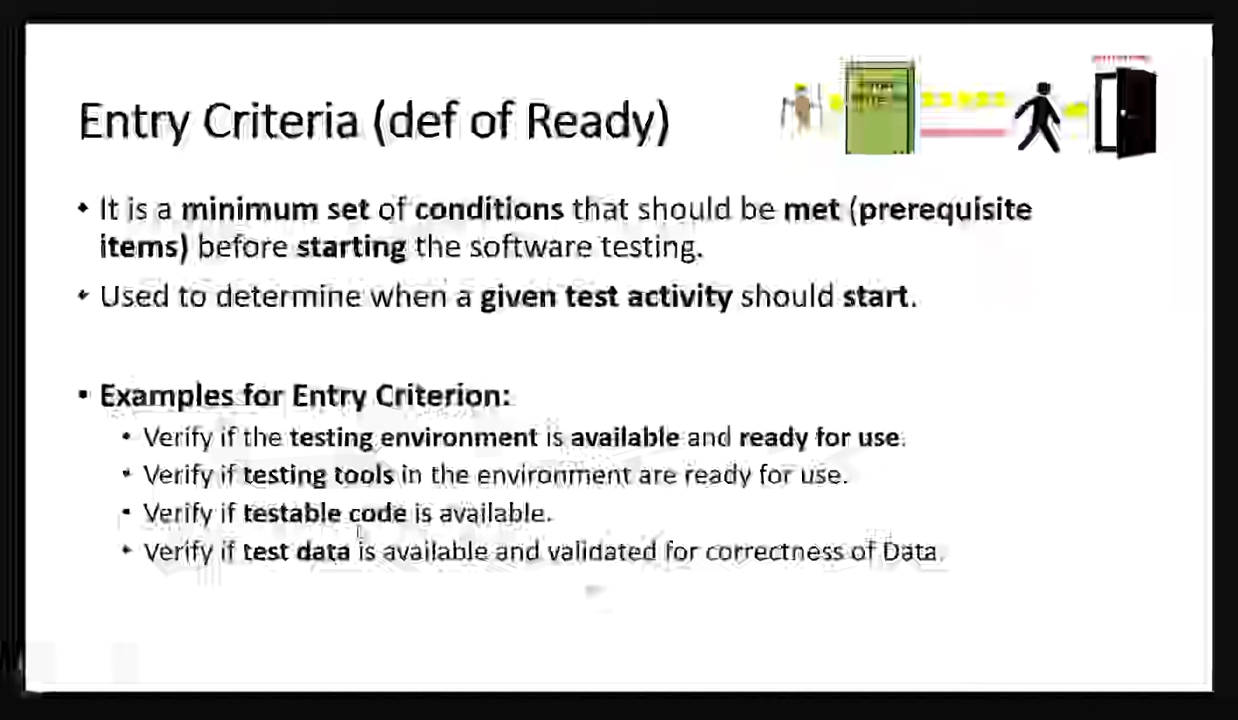 Entry Criteria (def of Ready)
• It is a minimum set of conditions that should be met (prerequisite
items) before starting the software testing.
• Used to determine when a given test activity should start.
• Examples for Entry Criterion:
• Verify if the testing environment is available and ready for use.
• Verify if testing tools in the environment are ready for use.
• Verify if testable code is available.
• Verify if test data is available and validated for correctness of Data.